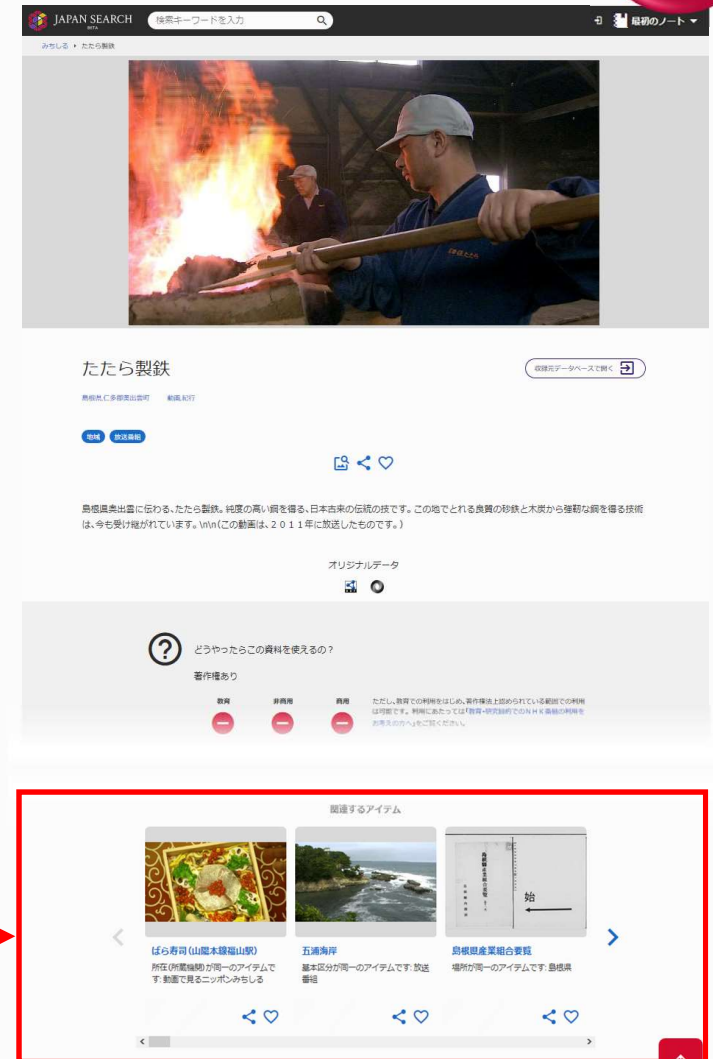 JAPAN SEARCH
BETA
検索キーワードを入力
最初のノート
みちしる
たたら製鉄
たたら製鉄
収録元データベースで開く
島根県仁多郡奥出雲町
動画,紀行
地域
放送番組
島根県奥出雲に伝わる、たたら製鉄。純度の高い鋼を得る、日本古来の伝統の技です。この地でとれる良質の砂鉄と木炭から強靭な鋼を得る技術
は、今も受け継がれています。\n\n(この動画は、2011年に放送したものです。)
オリジナルデータ
どうやったらこの資料を使えるの?
著作権あり
教育
非商用
商用
ただし、教育での利用をはじめ、著作権法上認められている範囲での利用
は可能です。利用にあたっては「教育・研究目的でのNHK番組の利用を
お考えの方へ」をご覧ください。
関連するアイテム
始
ばら寿司(山陽本線福山駅)
所在(所蔵機関)が同一のアイテムで
す: 動画で見るニッポンみちしる
五浦海岸
基本区分が同一のアイテムです: 放送
番組
島根県産業組合要覧
場所が同一のアイテムです: 島根県